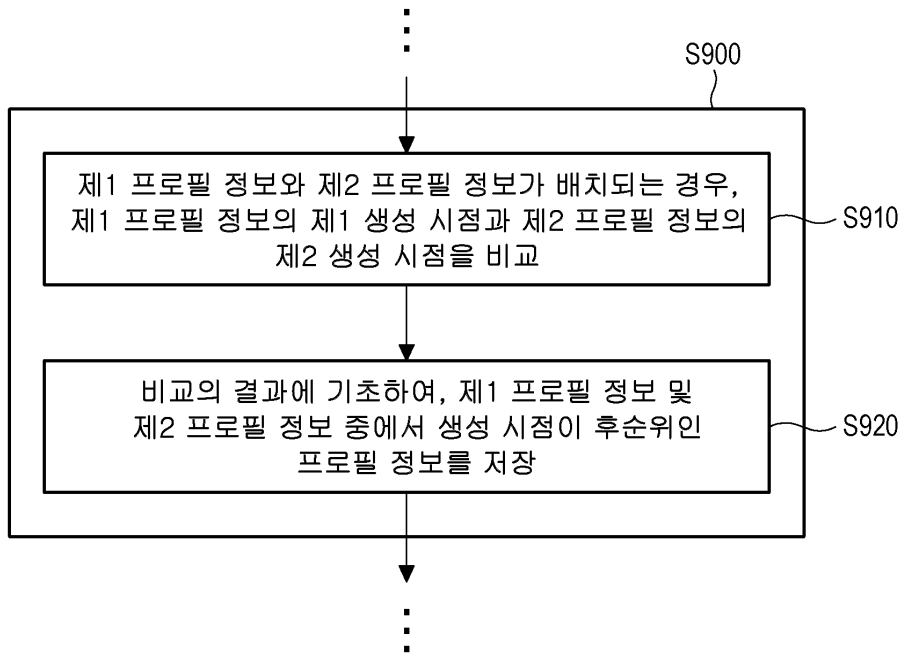 S900
제1 프로필 정보와 제2 프로필 정보가 배치되는 경우,
제1 프로필 정보의 제1 생성 시점과 제2 프로필 정보의
제2 생성 시점을 비교
S910
비교의 결과에 기초하여, 제1 프로필 정보 및
제2 프로필 정보 중에서 생성 시점이 후순위인
프로필 정보를 저장
S920